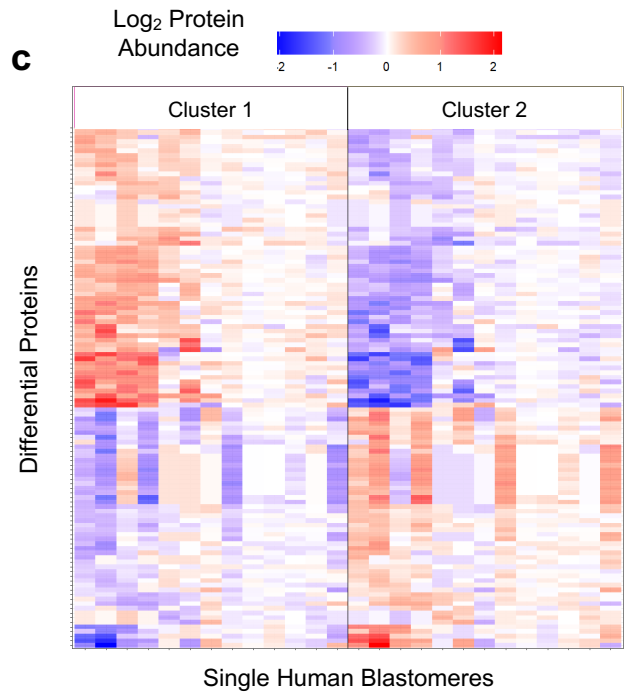 c
Log₂ Protein
Abundance
2 -1 0 1 2
Cluster 1 Cluster 2
Differential Proteins
Single Human Blastomeres